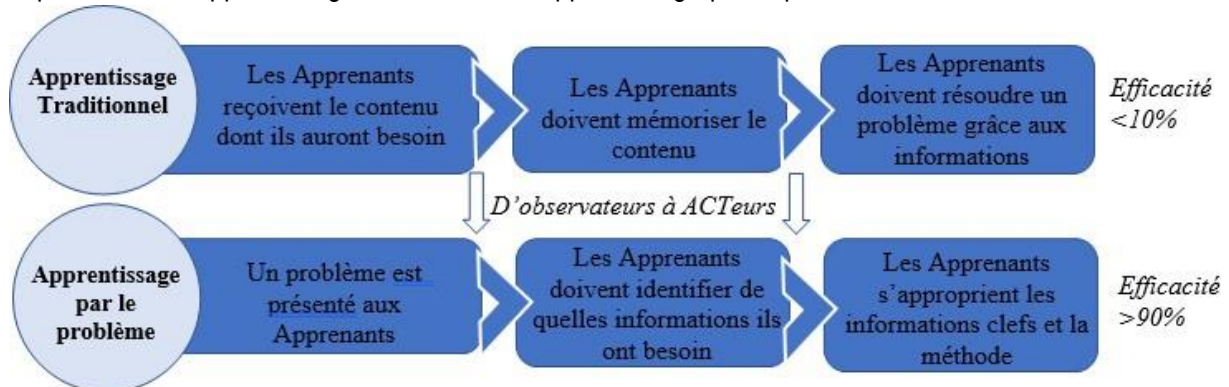 Apprentissage
Traditionnel
Les Apprenants
reçoivent le contenu
dont ils auront besoin
Les Apprenants
doivent mémoriser le
contenu
Les Apprenants
doivent résoudre un
problème grâce aux
informations
Efficacité
<10%
D'observateurs à ACTeurs
Apprentissage
par le
problème
Un problème est
présenté aux
Apprenants
Les Apprenants
doivent identifier de
quelles informations ils
ont besoin
Les Apprenants
s'approprient les
informations clefs et la
méthode
Efficacité
>90%